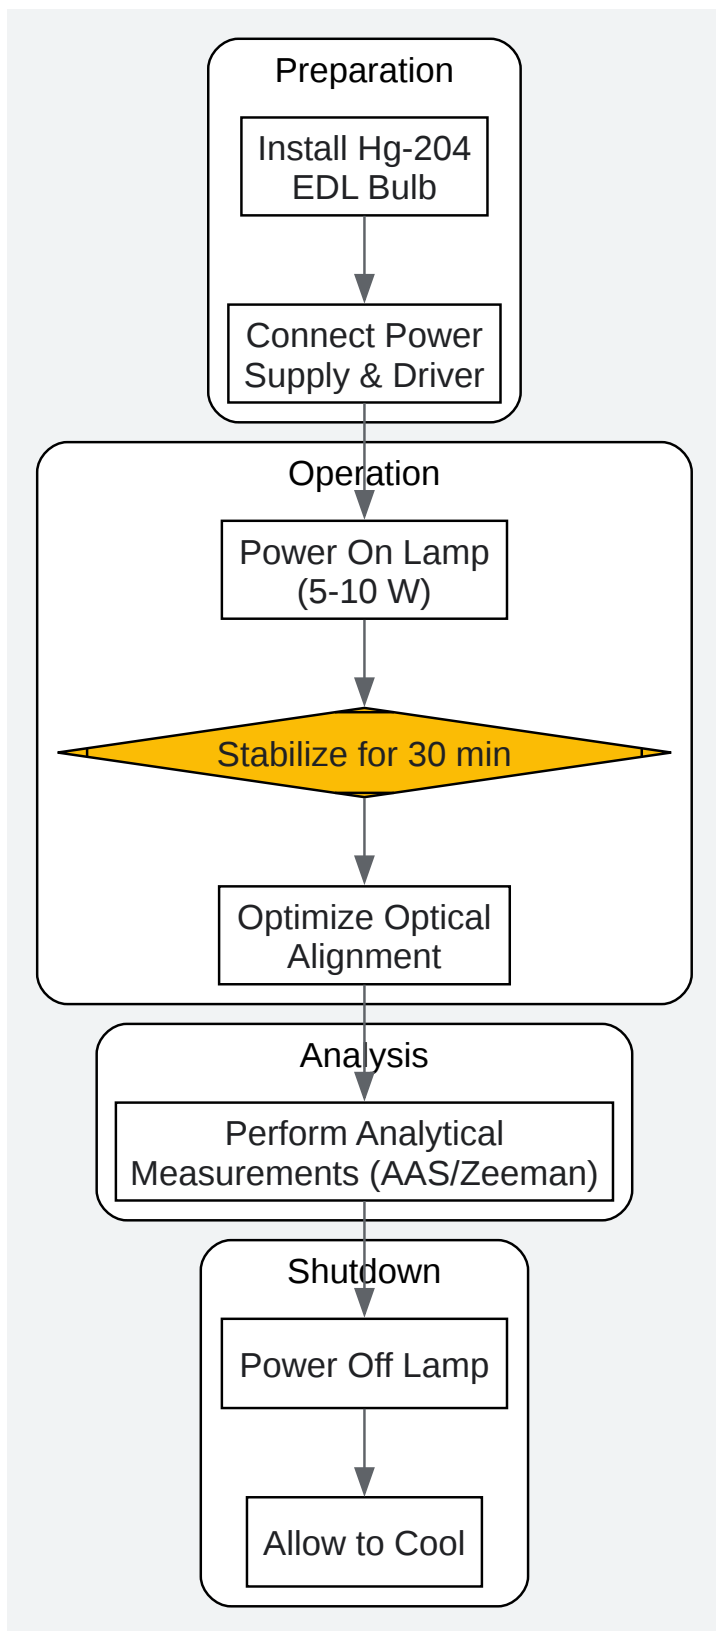 Preparation
Install Hg-204
EDL Bulb
Connect Power
Supply & Driver
Operation
Power On Lamp
(5-10 W)
Stabilize for 30 min
Optimize Optical
Alignment
Analysis
Perform Analytical
Measurements (AAS/Zeeman)
Shutdown
Power Off Lamp
Allow to Cool